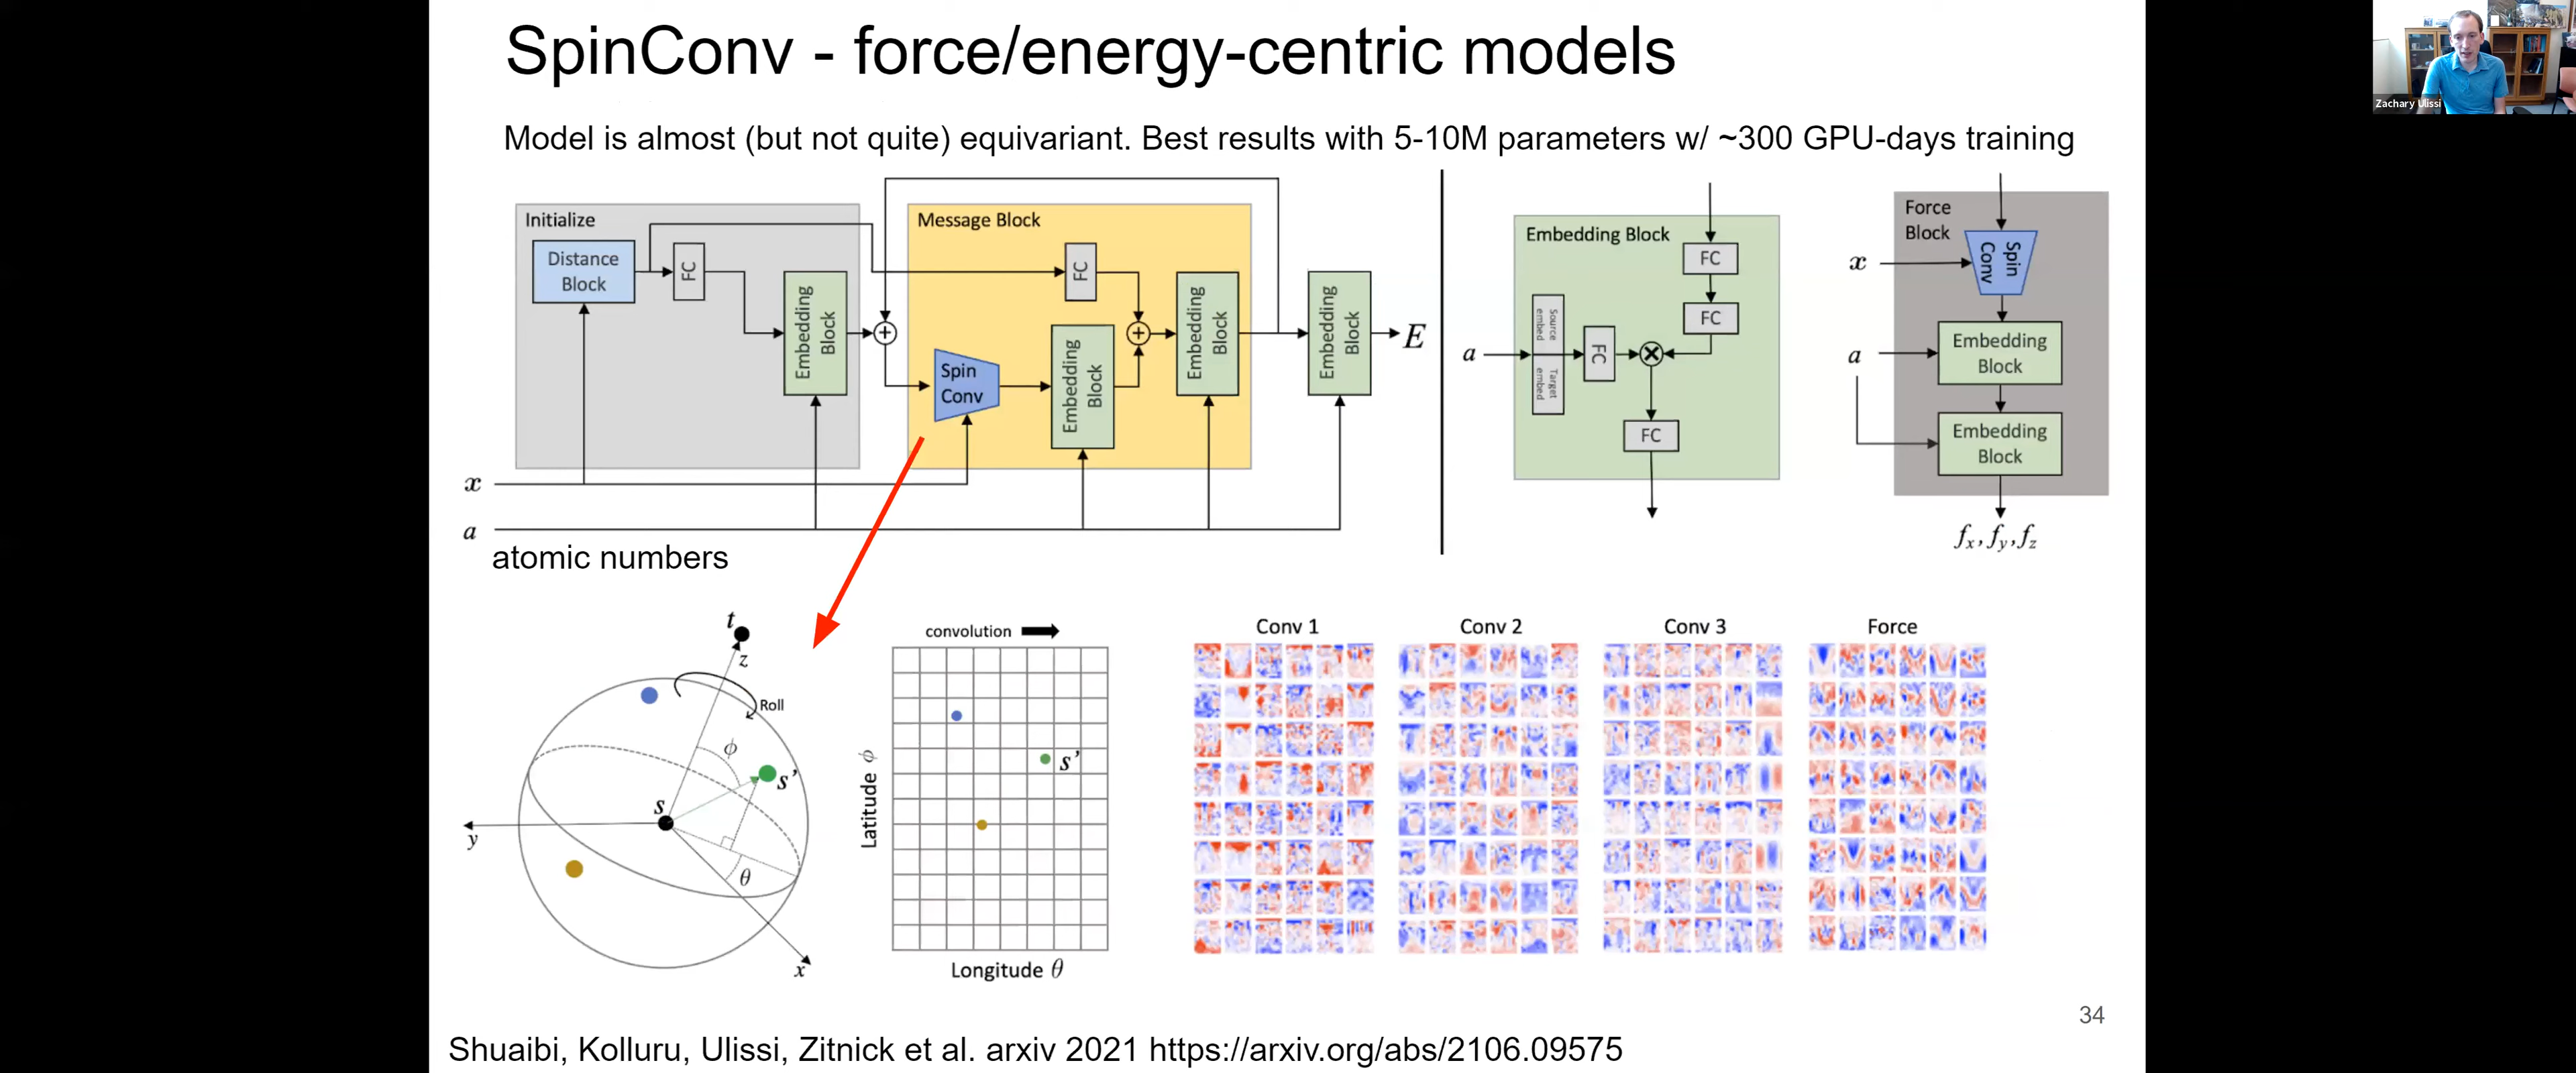 SpinConv - force/energy-centric models
Zachary Ulissi
Model is almost (but not quite) equivariant. Best results with 5-10M parameters w/ ~300 GPU-days training
Initialize
Distance
Block
FC
Embedding
Block
Message Block
FC
Spin
Conv
Embedding
Block
Embedding
Block
Embedding
Block
E
x
a
atomic numbers
Embedding Block
FC
FC
a
Source
embed
Target
embed
FC
FC
Force
Block
Spin
Conv
x
a
Embedding
Block
Embedding
Block
fx, fy, fz
t
z
Roll
ϕ
s'
s
y
θ
x
convolution
Latitude ϕ
s'
Longitude θ
Conv 1
Conv 2
Conv 3
Force
34
Shuaibi, Kolluru, Ulissi, Zitnick et al. arxiv 2021 https://arxiv.org/abs/2106.09575